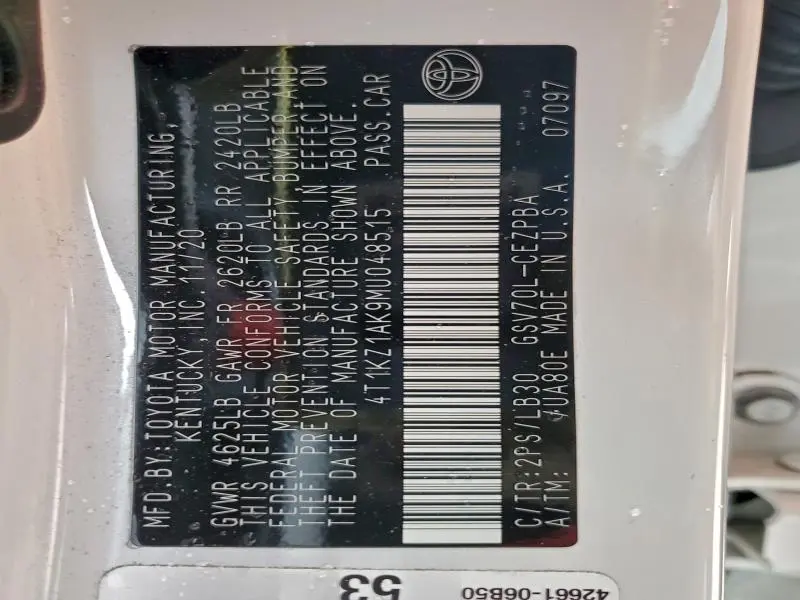 MFD.BY:TOYOTA MOTOR MANUFACTURING,
KENTUCKY,INC.11/20
GVWR 4625LB GAWR FR 2620LB RR 2420LB
THIS VEHICLE CONFORMS TO ALL APPLICABLE
FEDERAL MOTOR VEHICLE SAFETY,BUMPER,AND
THEFT PREVENTION STANDARDS IN EFFECT ON
THE DATE OF MANUFACTURE SHOWN ABOVE.
4T1KZ1AK9MU048515 PASS.CAR
C/TR:2PS/LB30 GSV70L-CEZPBA
A/TM: -/UA80E MADE IN U.S.A. 07097
53
42661-06B50